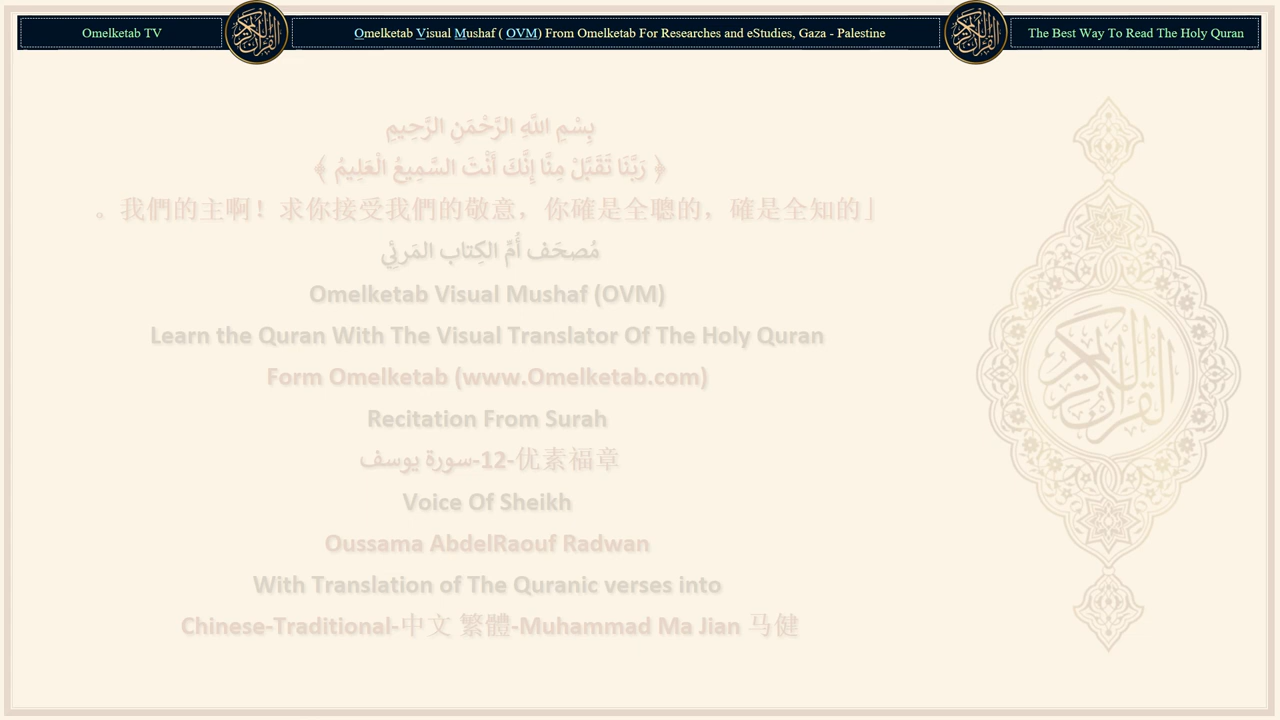 Omelketab TV
Omelketab Visual Mushaf ( OVM) From Omelketab For Researches and eStudies, Gaza - Palestine
The Best Way To Read The Holy Quran
بِسْمِ اللَّهِ الرَّحْمَنِ الرَّحِيمِ
﴿ رَبَّنَا تَقَبَّلْ مِنَّا إِنَّكَ أَنْتَ السَّمِيعُ الْعَلِيمُ ﴾
。我們的主啊！求你接受我們的敬意，你確是全聰的，確是全知的」
مُصحَف أُمِّ الكِتاب المَرئِي
Omelketab Visual Mushaf (OVM)
Learn the Quran With The Visual Translator Of The Holy Quran
Form Omelketab (www.Omelketab.com)
Recitation From Surah
سورة يوسف-12-优素福章
Voice Of Sheikh
Oussama AbdelRaouf Radwan
With Translation of The Quranic verses into
Chinese-Traditional-中文 繁體-Muhammad Ma Jian 马健
القرآن الكريم